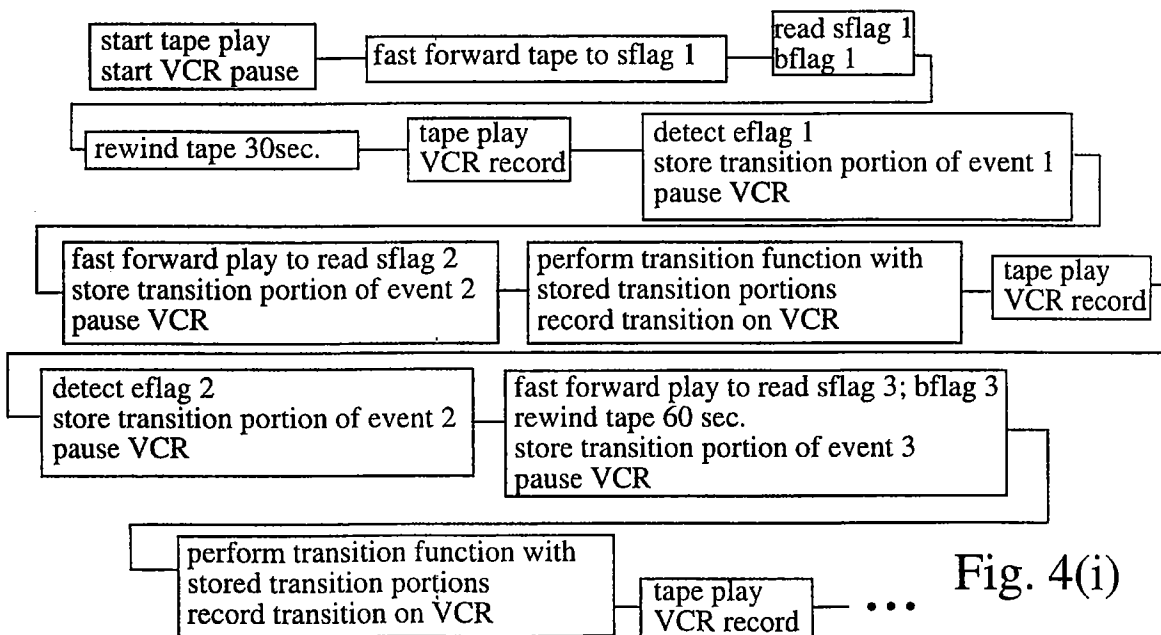 start tape play
start VCR pause
fast forward tape to sflag 1
read sflag 1
bflag 1
rewind tape 30sec.
tape play
VCR record
detect eflag 1
store transition portion of event 1
pause VCR
fast forward play to read sflag 2
store transition portion of event 2
pause VCR
perform transition function with
stored transition portions
record transition on VCR
tape play
VCR record
detect eflag 2
store transition portion of event 2
pause VCR
fast forward play to read sflag 3; bflag 3
rewind tape 60 sec.
store transition portion of event 3
pause VCR
perform transition function with
stored transition portions
record transition on VCR
tape play
VCR record
•••
Fig. 4(i)